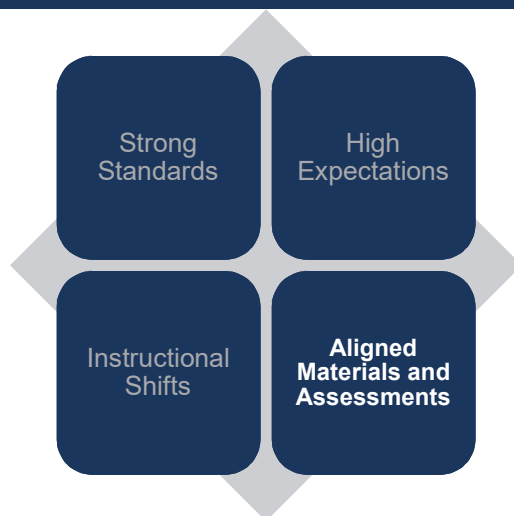 Strong
Standards
High
Expectations
Instructional
Shifts
Aligned
Materials and
Assessments